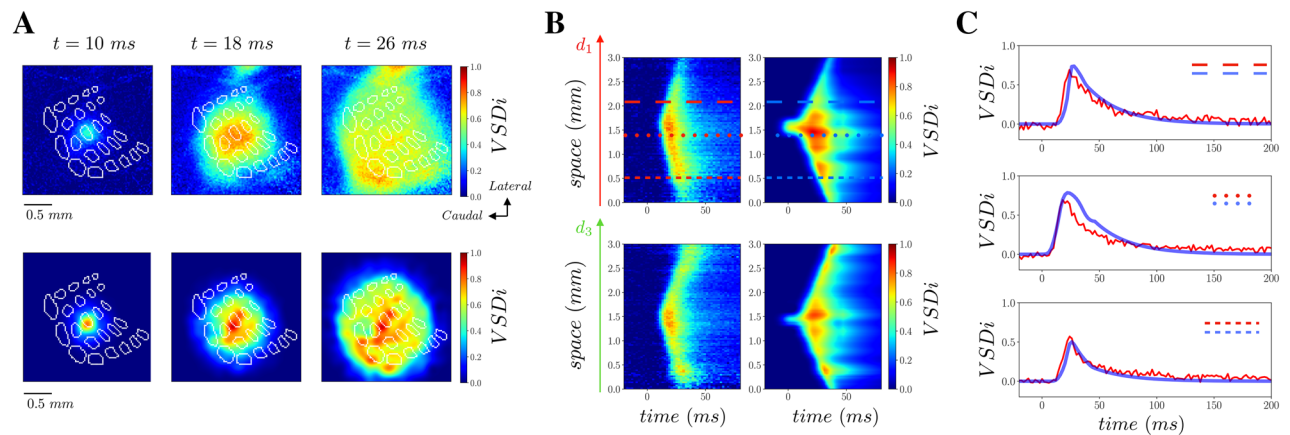 A
t = 10 ms
t = 18 ms
t = 26 ms
1.0
0.8
0.6
0.4
0.2
0.0
VSDi
Lateral
Caudal
0.5 mm
1.0
0.8
0.6
0.4
0.2
0.0
VSDi
0.5 mm
B
d1
space (mm)
3.0
2.5
2.0
1.5
1.0
0.5
0.0
0
50
0
50
1.0
0.8
0.6
0.4
0.2
0.0
VSDi
d3
space (mm)
3.0
2.5
2.0
1.5
1.0
0.5
0.0
0
50
0
50
1.0
0.8
0.6
0.4
0.2
0.0
VSDi
time (ms)
time (ms)
C
VSDi
1.0
0.5
0.0
0
50
100
150
200
VSDi
1.0
0.5
0.0
0
50
100
150
200
VSDi
1.0
0.5
0.0
0
50
100
150
200
time (ms)